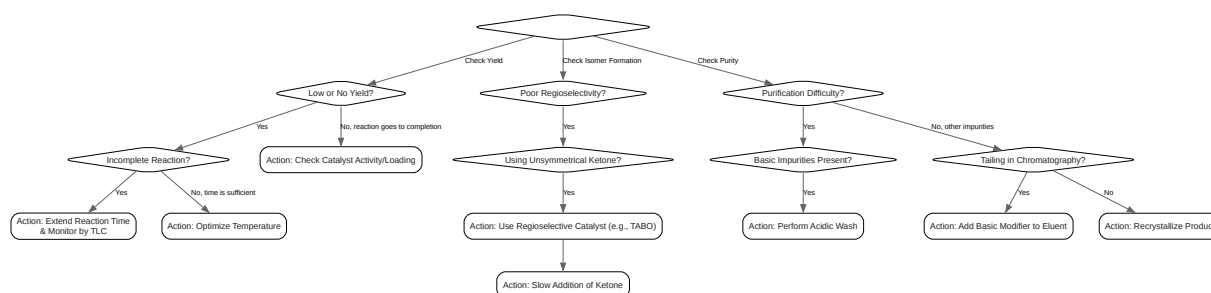 Check Yield
Check Isomer Formation
Check Purity
Low or No Yield?
Poor Regioselectivity?
Purification Difficulty?
Yes
No, reaction goes to completion
Yes
Yes
No, other impurities
Incomplete Reaction?
Action: Check Catalyst Activity/Loading
Using Unsymmetrical Ketone?
Basic Impurities Present?
Tailing in Chromatography?
Yes
No, time is sufficient
Yes
Yes
Yes
No
Action: Extend Reaction Time
& Monitor by TLC
Action: Optimize Temperature
Action: Use Regioselective Catalyst (e.g., TABO)
Action: Perform Acidic Wash
Action: Add Basic Modifier to Eluent
Action: Recrystallize Produc
Action: Slow Addition of Ketone